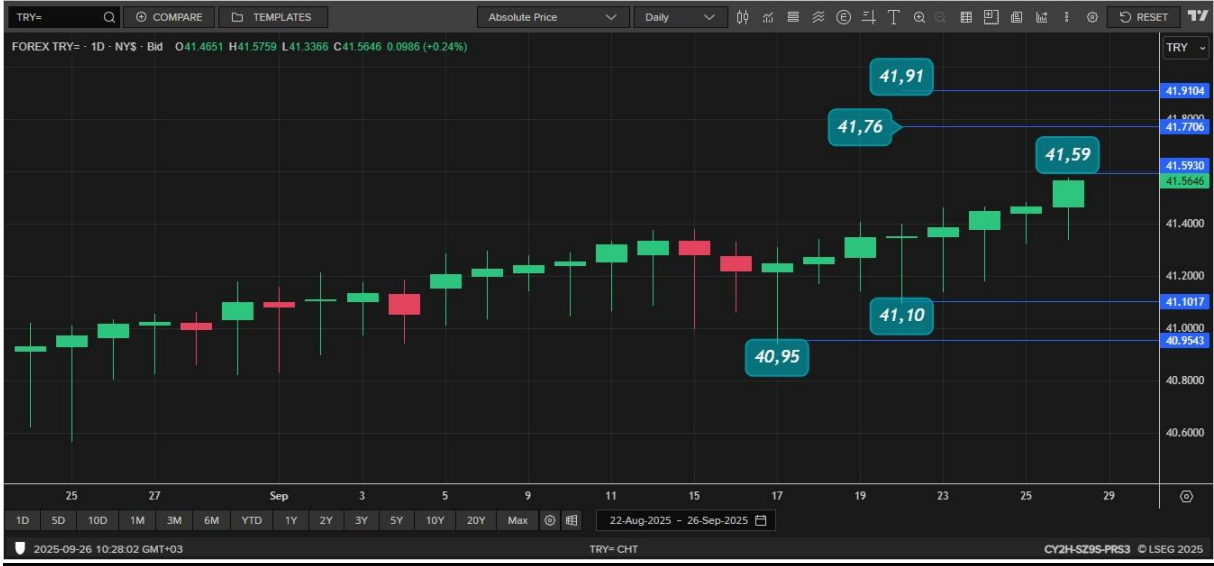 TRY= COMPARE TEMPLATES Absolute Price Daily E T RESET
FOREX TRY= · 1D · NY$ · Bid O41.4651 H41.5759 L41.3366 C41.5646 0.0986 (+0.24%)
TRY
41,91
41.9104
41.8000
41,76
41.7706
41,59
41.5930
41.5646
41.4000
41.2000
41,10
41.1017
41.0000
40,95
40.9543
40.8000
40.6000
25 27 Sep 3 5 9 11 15 17 19 23 25 29
1D 5D 10D 1M 3M 6M YTD 1Y 2Y 3Y 5Y 10Y 20Y Max 22-Aug-2025 - 26-Sep-2025
2025-09-26 10:28:02 GMT+03 TRY= CHT CY2H-SZ9S-PRS3 © LSEG 2025